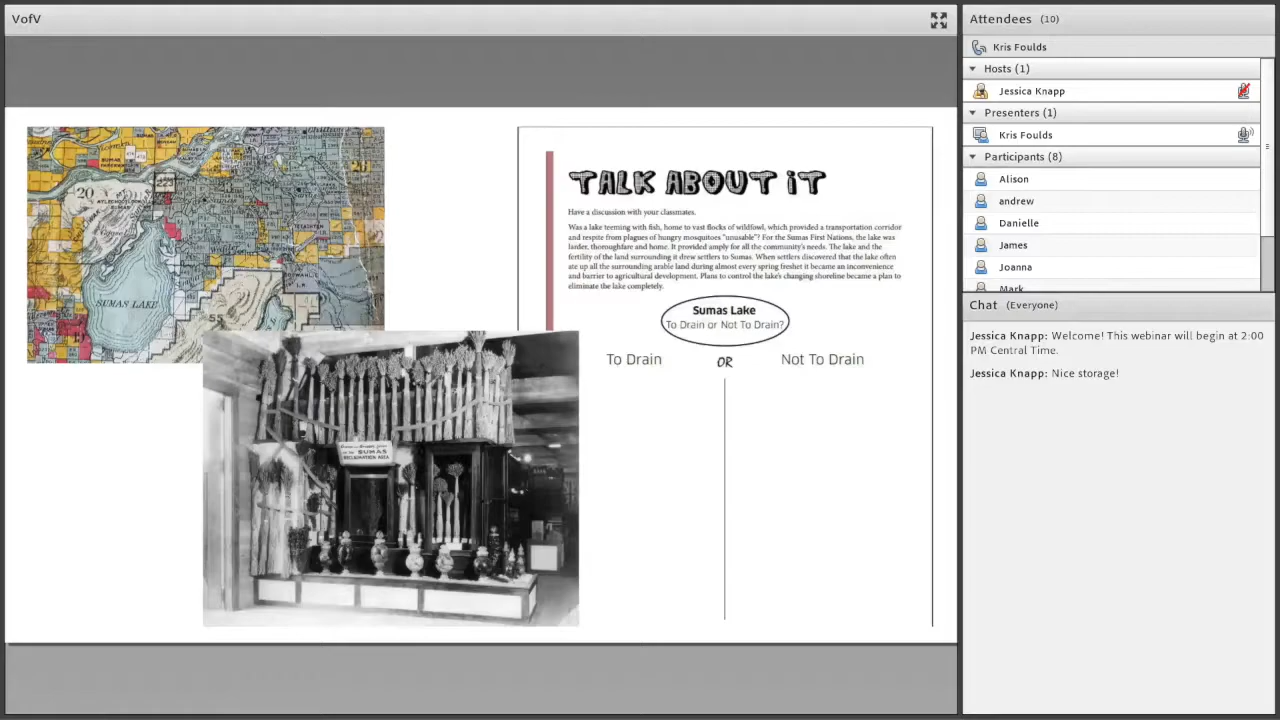 VofV
SUMAS LAKE
20
55
SUMAS
RECLAMATION AREA
TALK ABOUT iT
Have a discussion with your classmates.
Was a lake teeming with fish, home to vast flocks of wildfowl, which provided a transportation corridor
and respite from plagues of hungry mosquitoes "unusable"? For the Sumas First Nations, the lake was
larder, thoroughfare and home. It provided amply for all the community's needs. The lake and the
fertility of the land surrounding it drew settlers to Sumas. When settlers discovered that the lake often
ate up all the surrounding arable land during almost every spring freshet it became an inconvenience
and barrier to agricultural development. Plans to control the lake's changing shoreline became a plan to
eliminate the lake completely.
Sumas Lake
To Drain or Not To Drain?
To Drain OR Not To Drain
Attendees (10)
Kris Foulds
Hosts (1)
Jessica Knapp
Presenters (1)
Kris Foulds
Participants (8)
Alison
andrew
Danielle
James
Joanna
Mark
Chat (Everyone)
Jessica Knapp: Welcome! This webinar will begin at 2:00
PM Central Time.
Jessica Knapp: Nice storage!